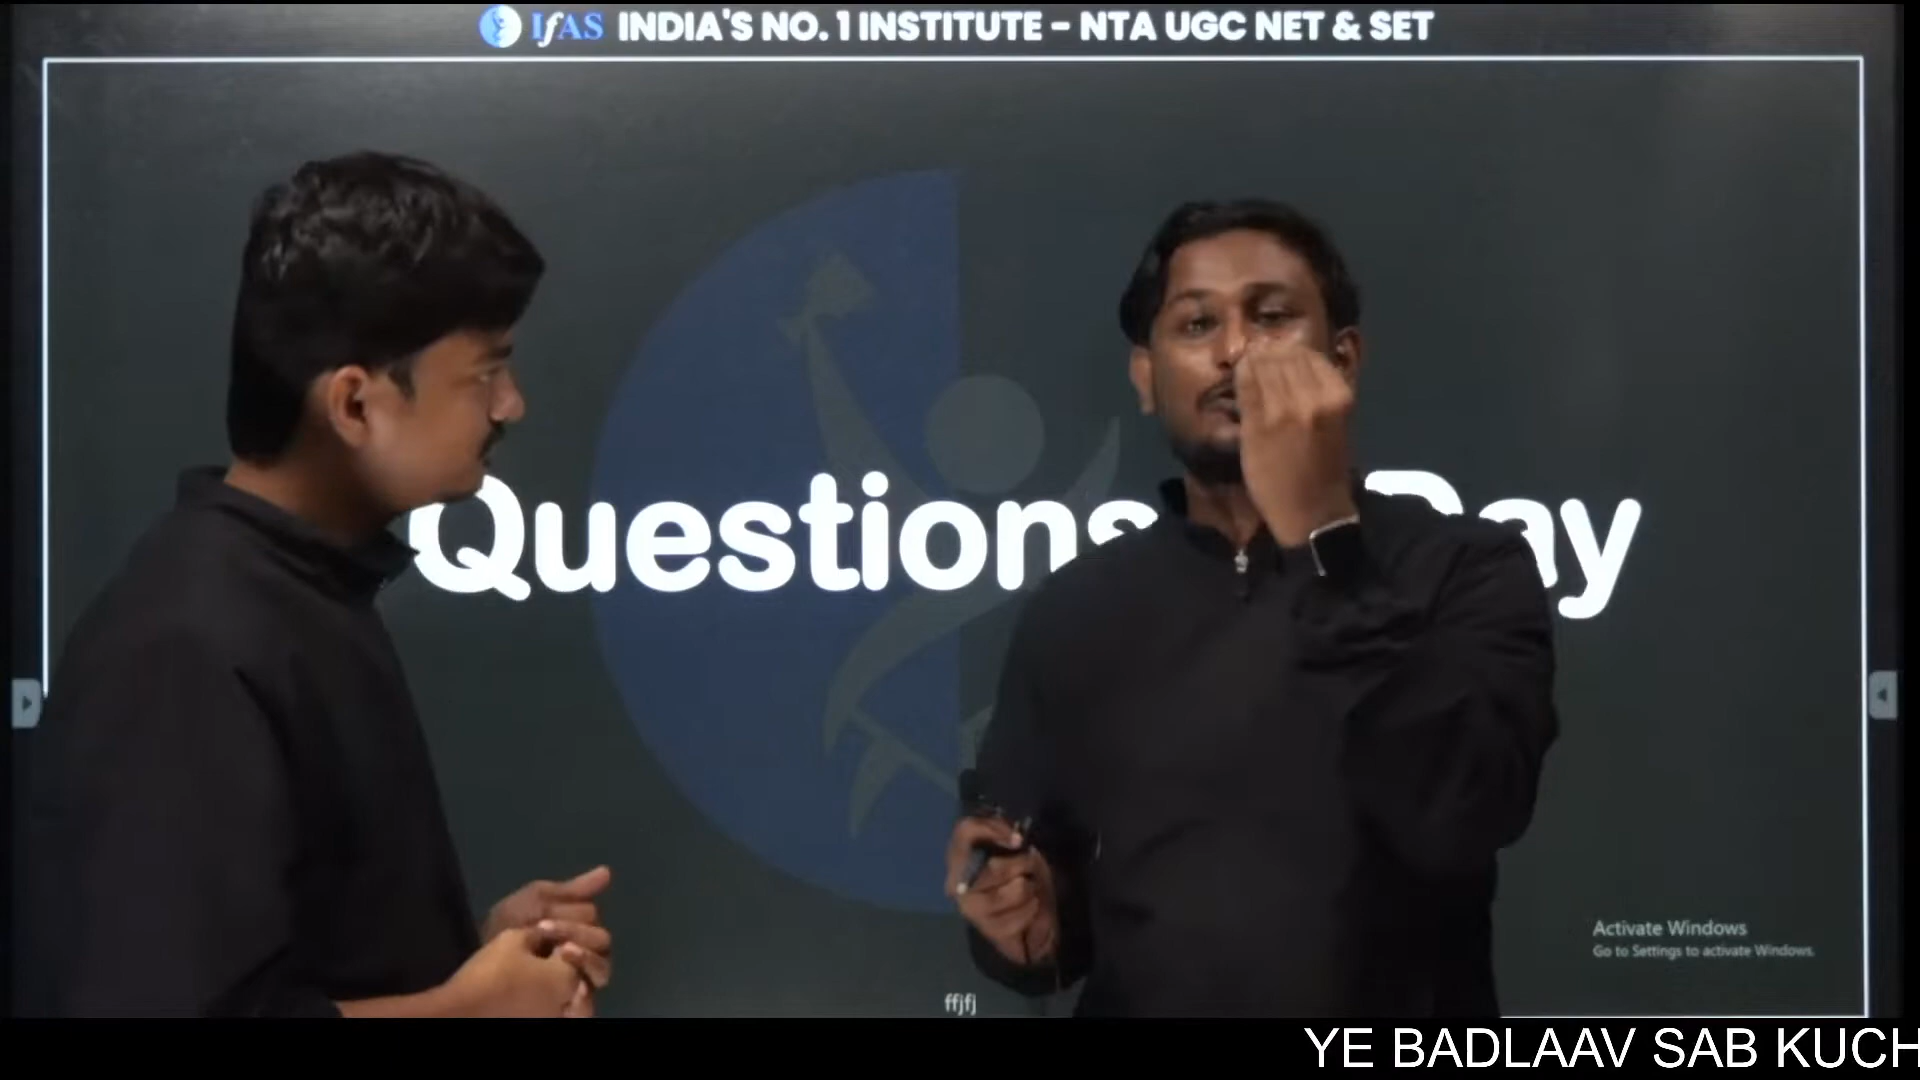 IfAS INDIA'S NO. 1 INSTITUTE - NTA UGC NET & SET
Questions Day
Activate Windows
Go to Settings to activate Windows.
ffjfj
YE BADLAAV SAB KUCH